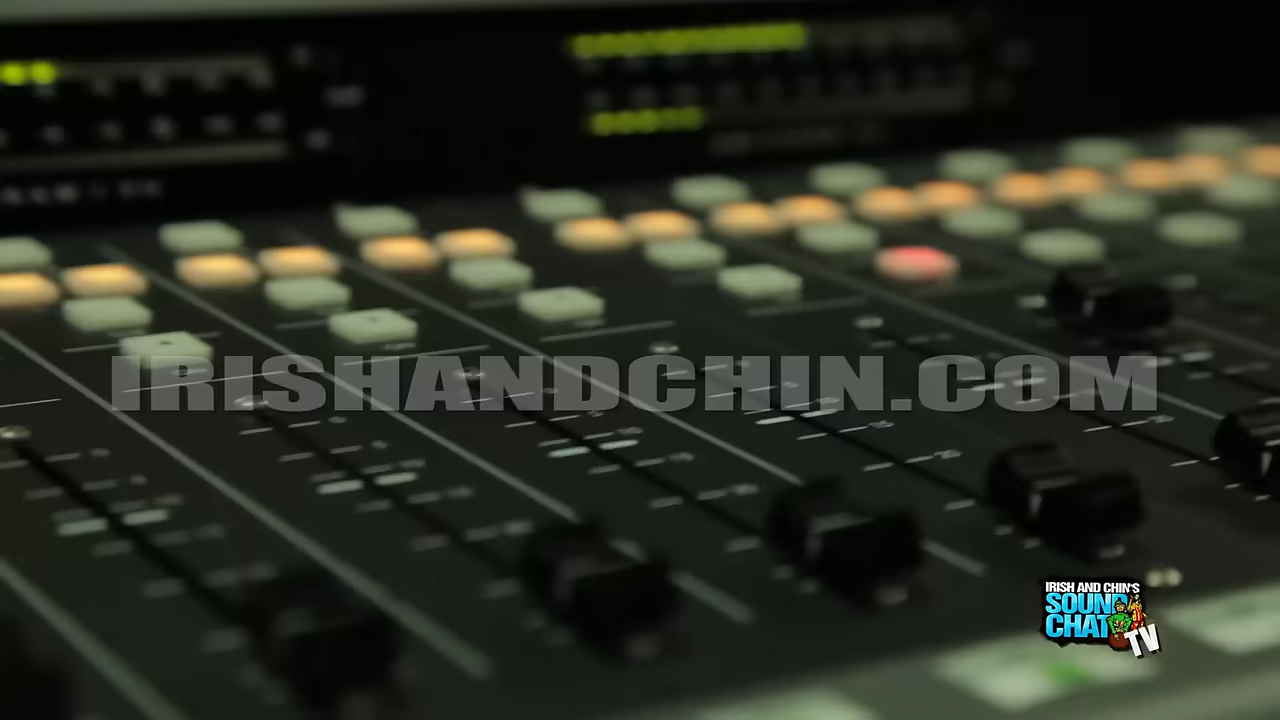 IRISHANDCHIN.COM
IRISH AND CHIN'S
SOUND
CHAT
TV